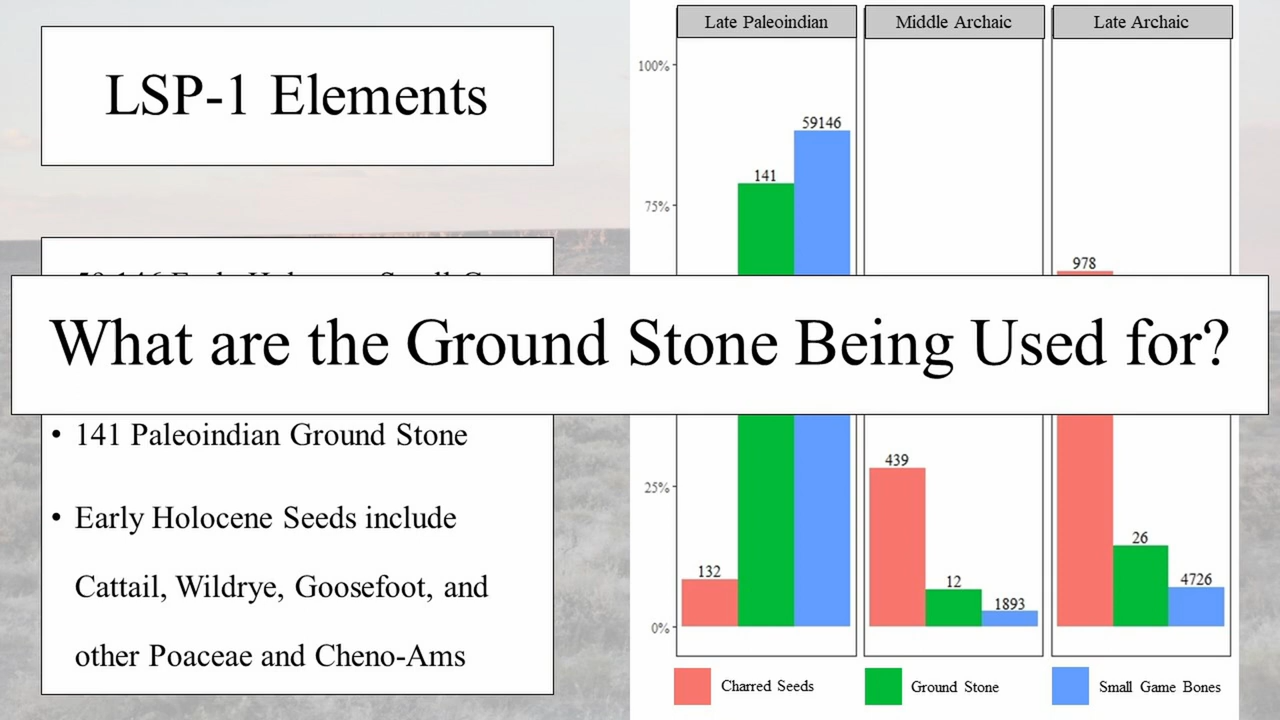 LSP-1 Elements
What are the Ground Stone Being Used for?
• 141 Paleoindian Ground Stone
• Early Holocene Seeds include
Cattail, Wildrye, Goosefoot, and
other Poaceae and Cheno-Ams
Late Paleoindian
Middle Archaic
Late Archaic
100%
75%
25%
0%
132
141
59146
439
12
1893
978
26
4726
Charred Seeds
Ground Stone
Small Game Bones